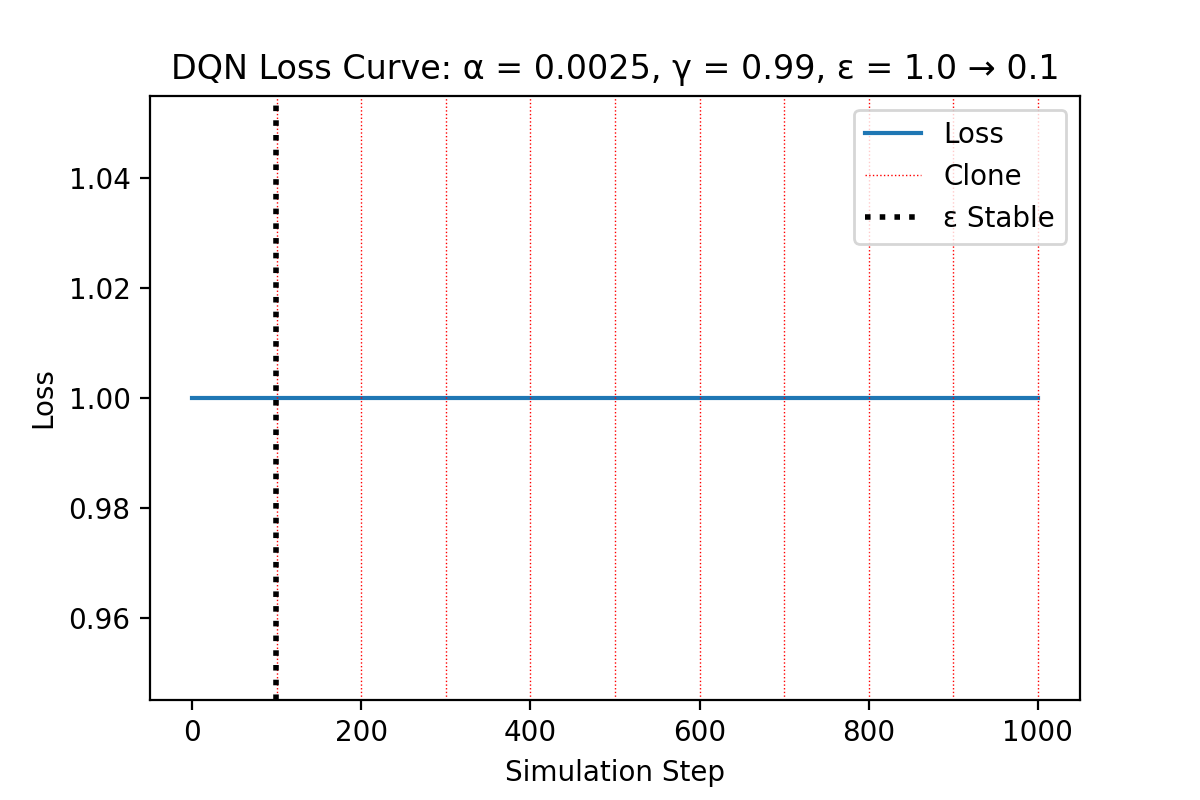 DQN Loss Curve: α = 0.0025, γ = 0.99, ε = 1.0 → 0.1
Loss
Clone
ε Stable
1.04
1.02
1.00
0.98
0.96
Loss
0
200
400
600
800
1000
Simulation Step